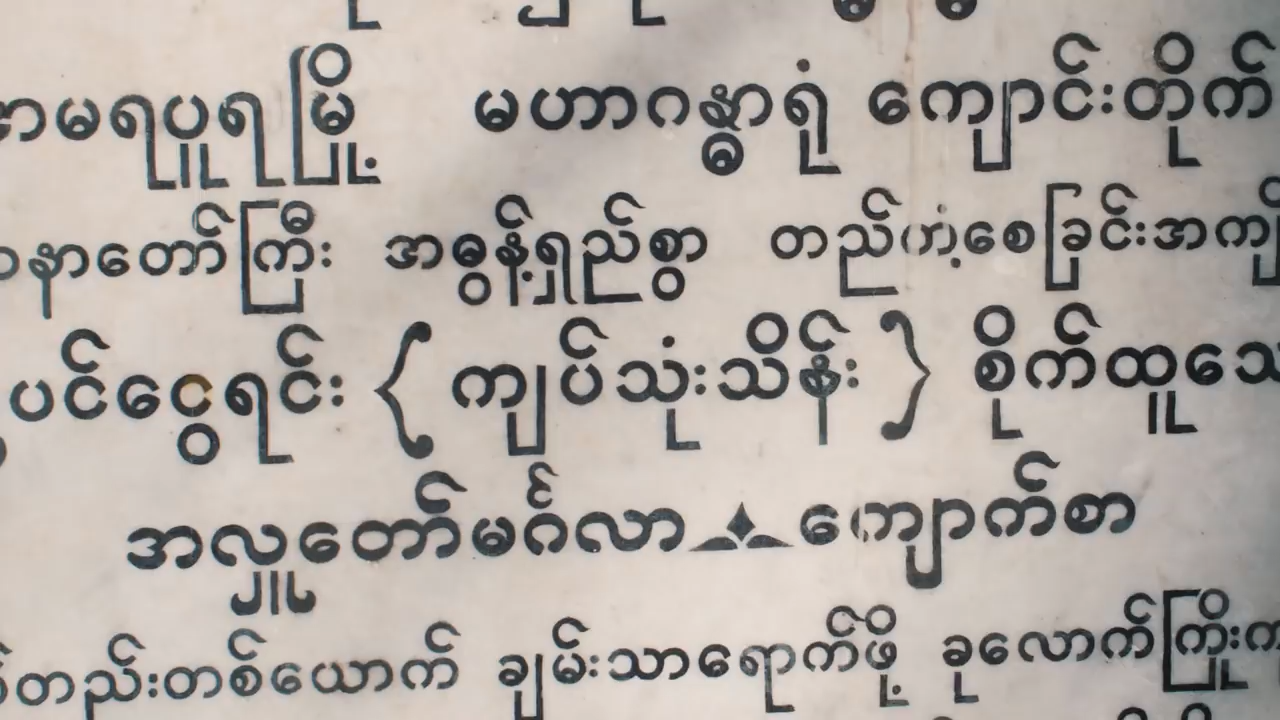 အမရပူရမြို့ မဟာဂန္ဓာရုံ ကျောင်းတိုက်
သနာတော်ကြီး အဓွန့်ရှည်စွာ တည်တံ့စေခြင်းအကျို
ပင်ငွေရင်း { ကျပ်သုံးသိန်း } စိုက်ထူသေ
အလှူတော်မင်္ဂလာ ကျောက်စာ
တည်းတစ်ယောက် ချမ်းသာရောက်ဖို့ ခုလောက်ကြိုးက